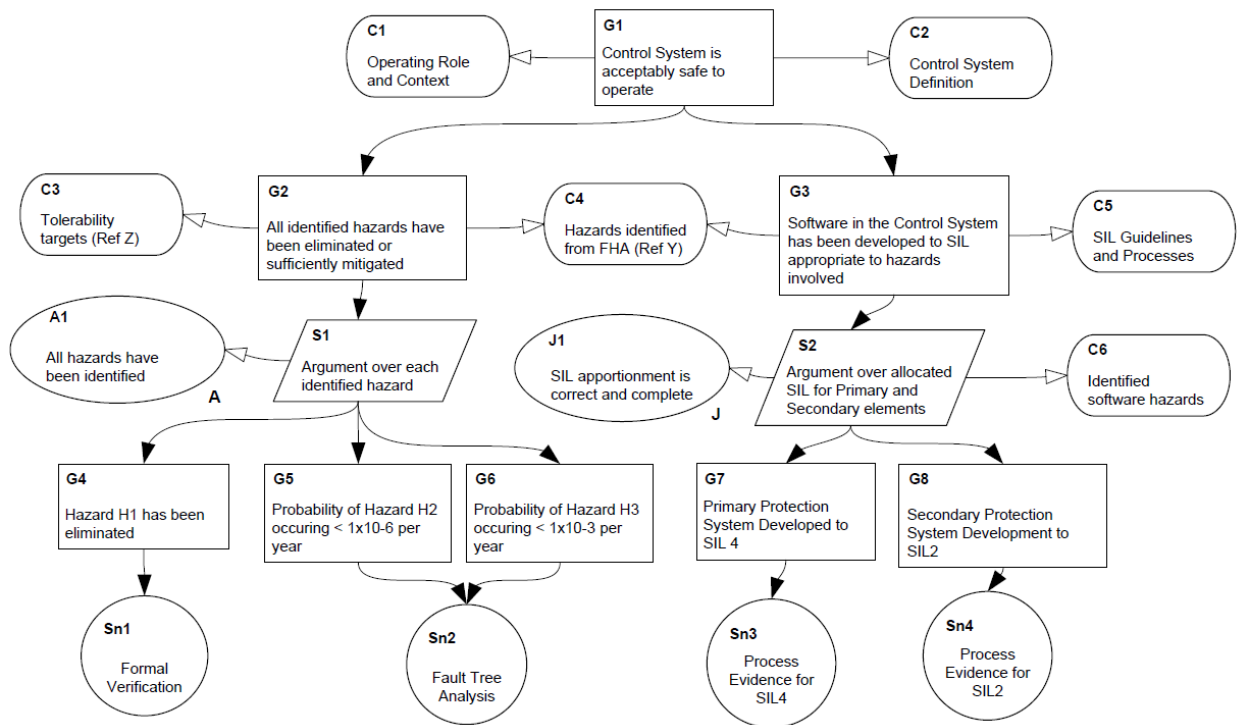 C1
Operating Role
and Context
G1
Control System is
acceptably safe to
operate
C2
Control System
Definition
C3
Tolerability
targets (Ref Z)
G2
All identified hazards have
been eliminated or
sufficiently mitigated
C4
Hazards identified
from FHA (Ref Y)
G3
Software in the Control System
has been developed to SIL
appropriate to hazards
involved
C5
SIL Guidelines
and Processes
A1
All hazards have
been identified
A
S1
Argument over each
identified hazard
J1
SIL apportionment is
correct and complete
J
S2
Argument over allocated
SIL for Primary and
Secondary elements
C6
Identified
software hazards
G4
Hazard H1 has been
eliminated
G5
Probability of Hazard H2
occuring < 1x10-6 per
year
G6
Probability of Hazard H3
occuring < 1x10-3 per
year
G7
Primary Protection
System Developed to
SIL 4
G8
Secondary Protection
System Development to
SIL2
Sn1
Formal
Verification
Sn2
Fault Tree
Analysis
Sn3
Process
Evidence for
SIL4
Sn4
Process
Evidence for
SIL2